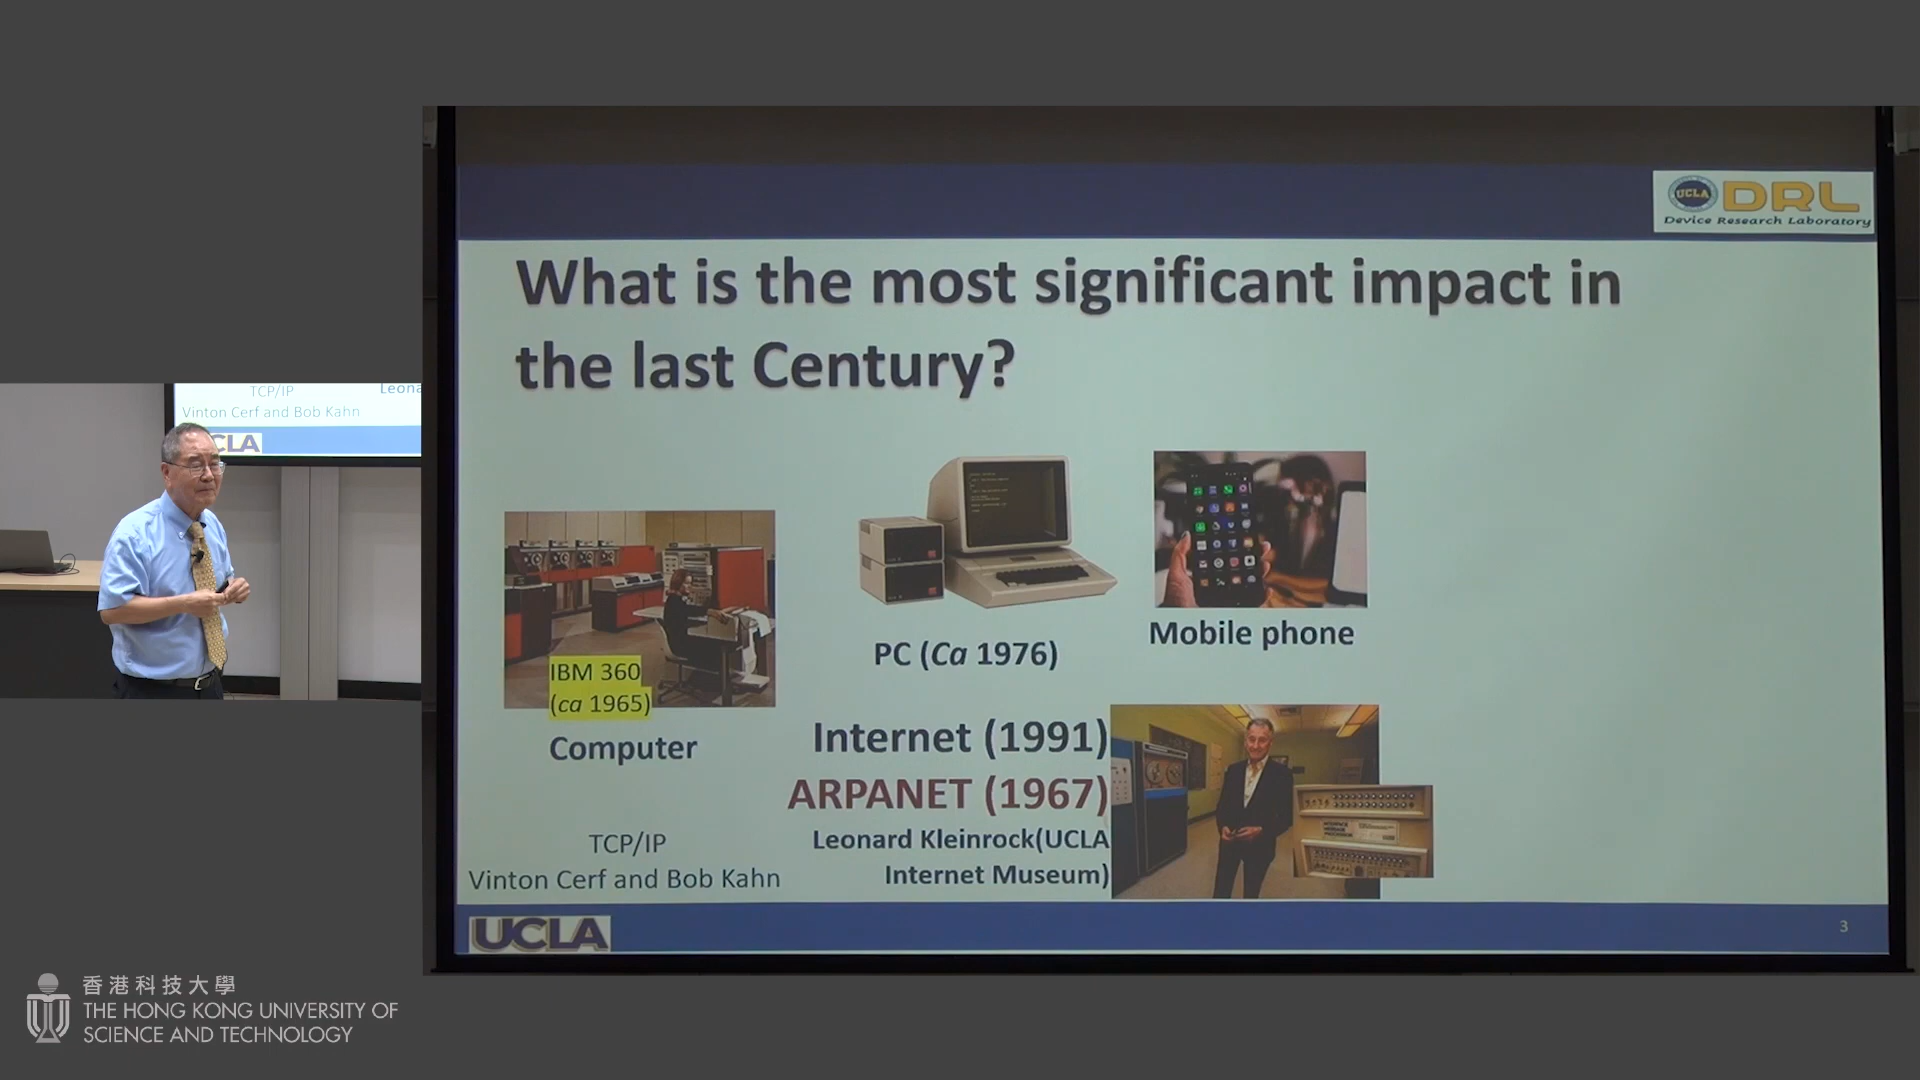 UCLA DRL
Device Research Laboratory
What is the most significant impact in
the last Century?
IBM 360
(ca 1965)
Computer
PC (Ca 1976)
Mobile phone
Internet (1991)
ARPANET (1967)
Leonard Kleinrock(UCLA
Internet Museum)
TCP/IP
Vinton Cerf and Bob Kahn
UCLA
3
TCP/IP
Leona
Vinton Cerf and Bob Kahn
CLA
香港科技大學
THE HONG KONG UNIVERSITY OF
SCIENCE AND TECHNOLOGY